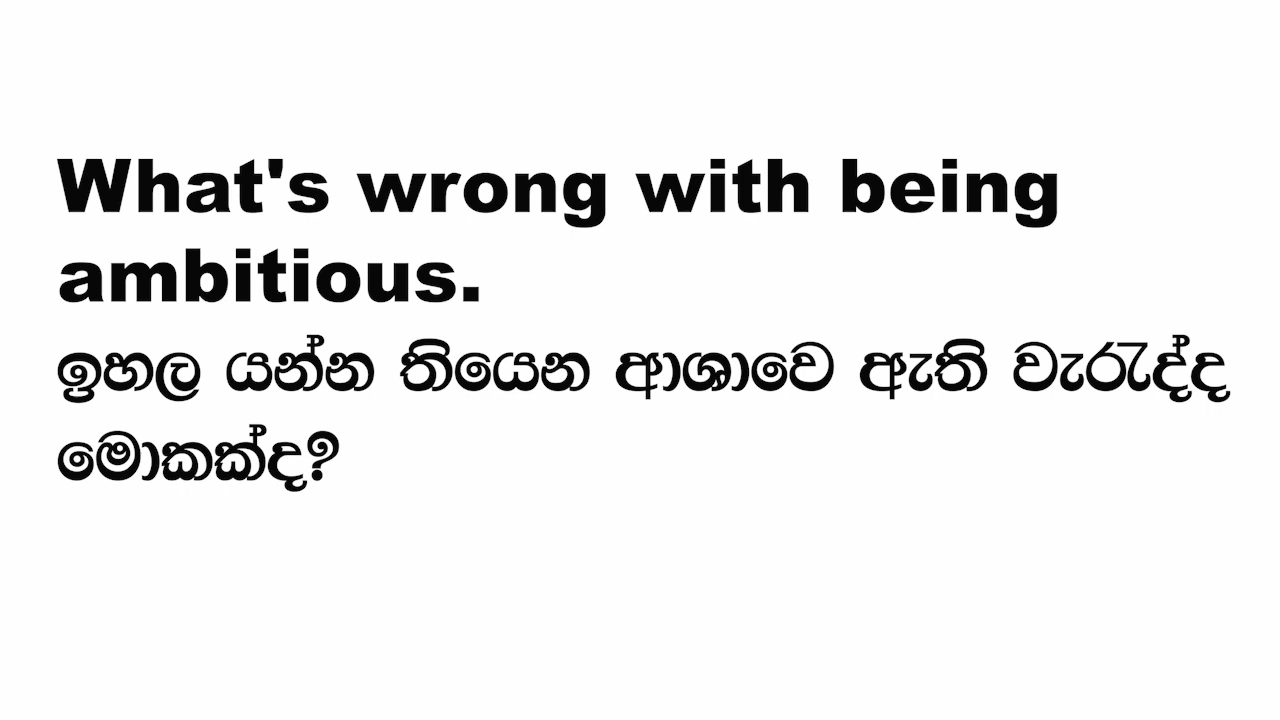 What's wrong with being
ambitious.
ඉහල යන්න තියෙන ආශාවෙ ඇති වැරැද්ද
මොකක්ද?